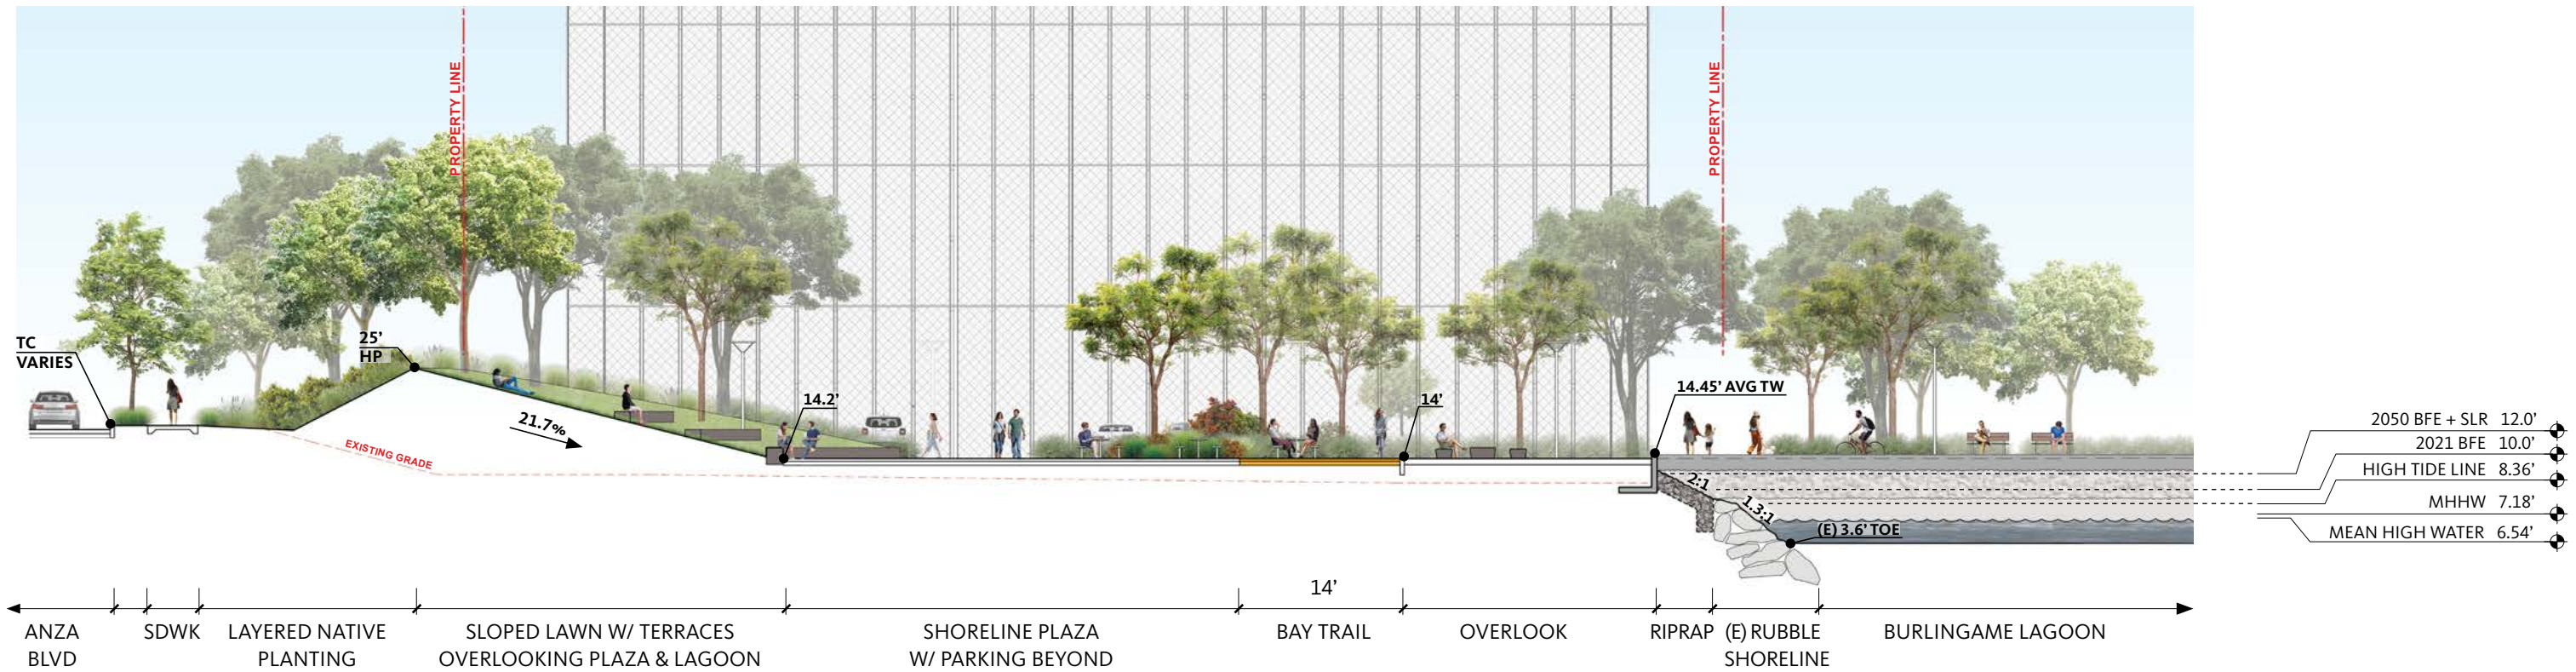 PROPERTY LINE
PROPERTY LINE
TC
VARIES
25'
HP
21.7%
EXISTING GRADE
14.2'
14'
14.45' AVG TW
2:1
1.3:1
(E) 3.6' TOE
2050 BFE + SLR 12.0'
2021 BFE 10.0'
HIGH TIDE LINE 8.36'
MHHW 7.18'
MEAN HIGH WATER 6.54'
14'
ANZA
BLVD
SDWK
LAYERED NATIVE
PLANTING
SLOPED LAWN W/ TERRACES
OVERLOOKING PLAZA & LAGOON
SHORELINE PLAZA
W/ PARKING BEYOND
BAY TRAIL
OVERLOOK
RIPRAP
(E) RUBBLE
SHORELINE
BURLINGAME LAGOON